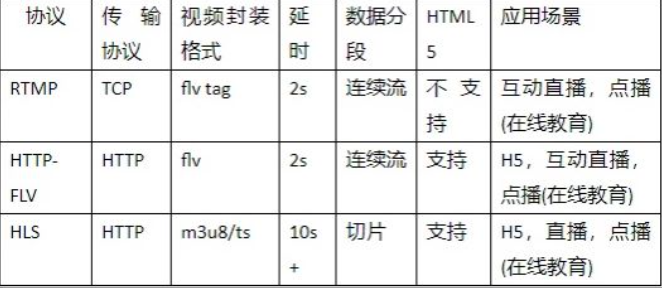 协议 传输协议 视频封装格式 延时 数据分段 HTML5 应用场景
RTMP TCP flv tag 2s 连续流 不支持 互动直播，点播(在线教育)
HTTP-FLV HTTP flv 2s 连续流 支持 H5，互动直播，点播(在线教育)
HLS HTTP m3u8/ts 10s+ 切片 支持 H5，直播，点播(在线教育)